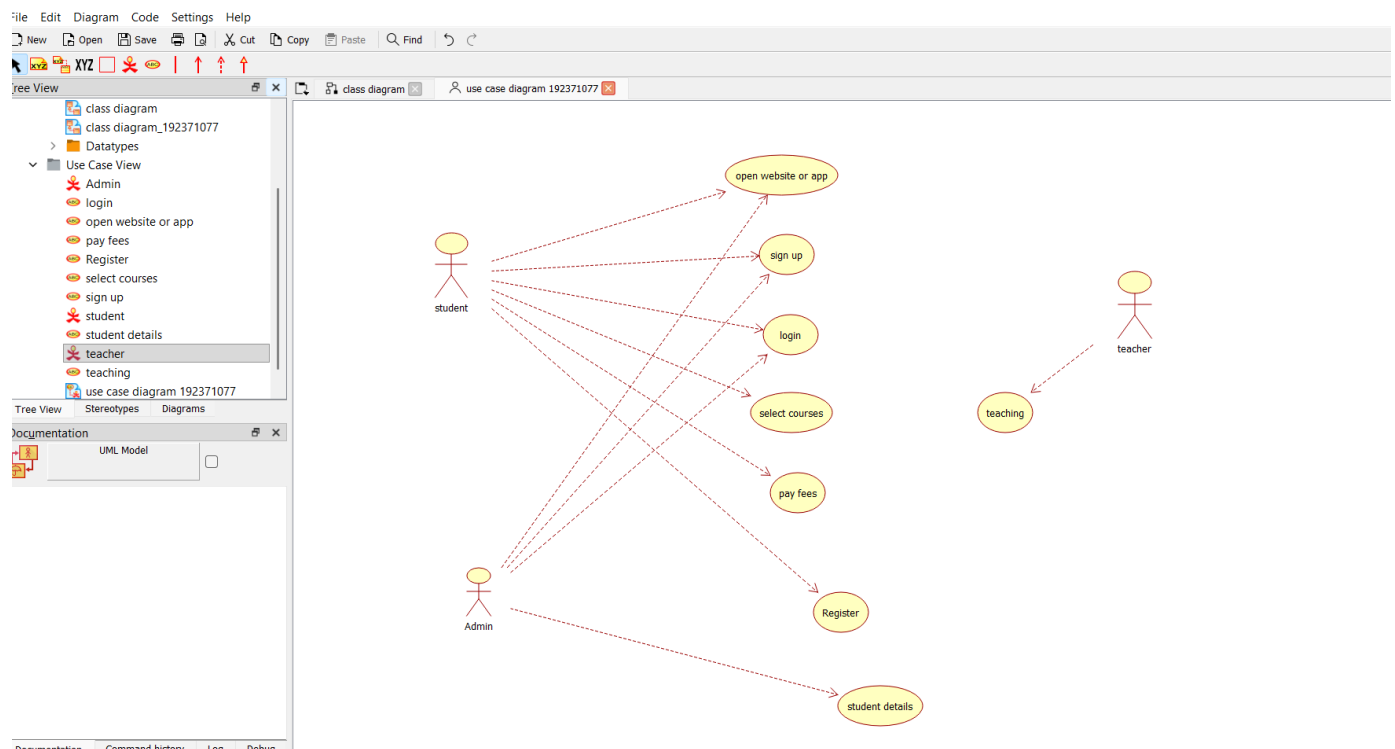 File Edit Diagram Code Settings Help
New Open Save Cut Copy Paste Find
XYZ XYZ ABC
Tree View
class diagram use case diagram 192371077
class diagram
class diagram_192371077
Datatypes
Use Case View
Admin
login
open website or app
pay fees
Register
select courses
sign up
student
student details
teacher
teaching
use case diagram 192371077
Tree View Stereotypes Diagrams
Documentation
UML Model
Documentation Command history Log Debug
open website or app
sign up
student
login
teacher
select courses
teaching
pay fees
Register
Admin
student details